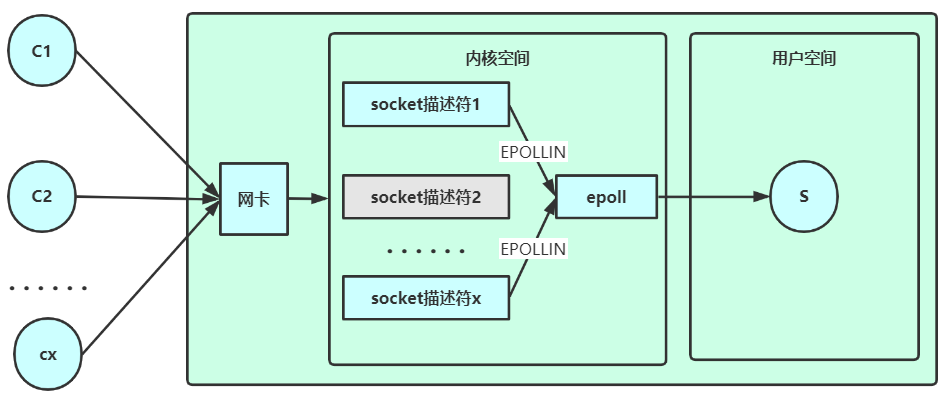 C1
C2
······
cx
网卡
内核空间
socket描述符1
EPOLLIN
socket描述符2
epoll
······
EPOLLIN
socket描述符x
用户空间
S